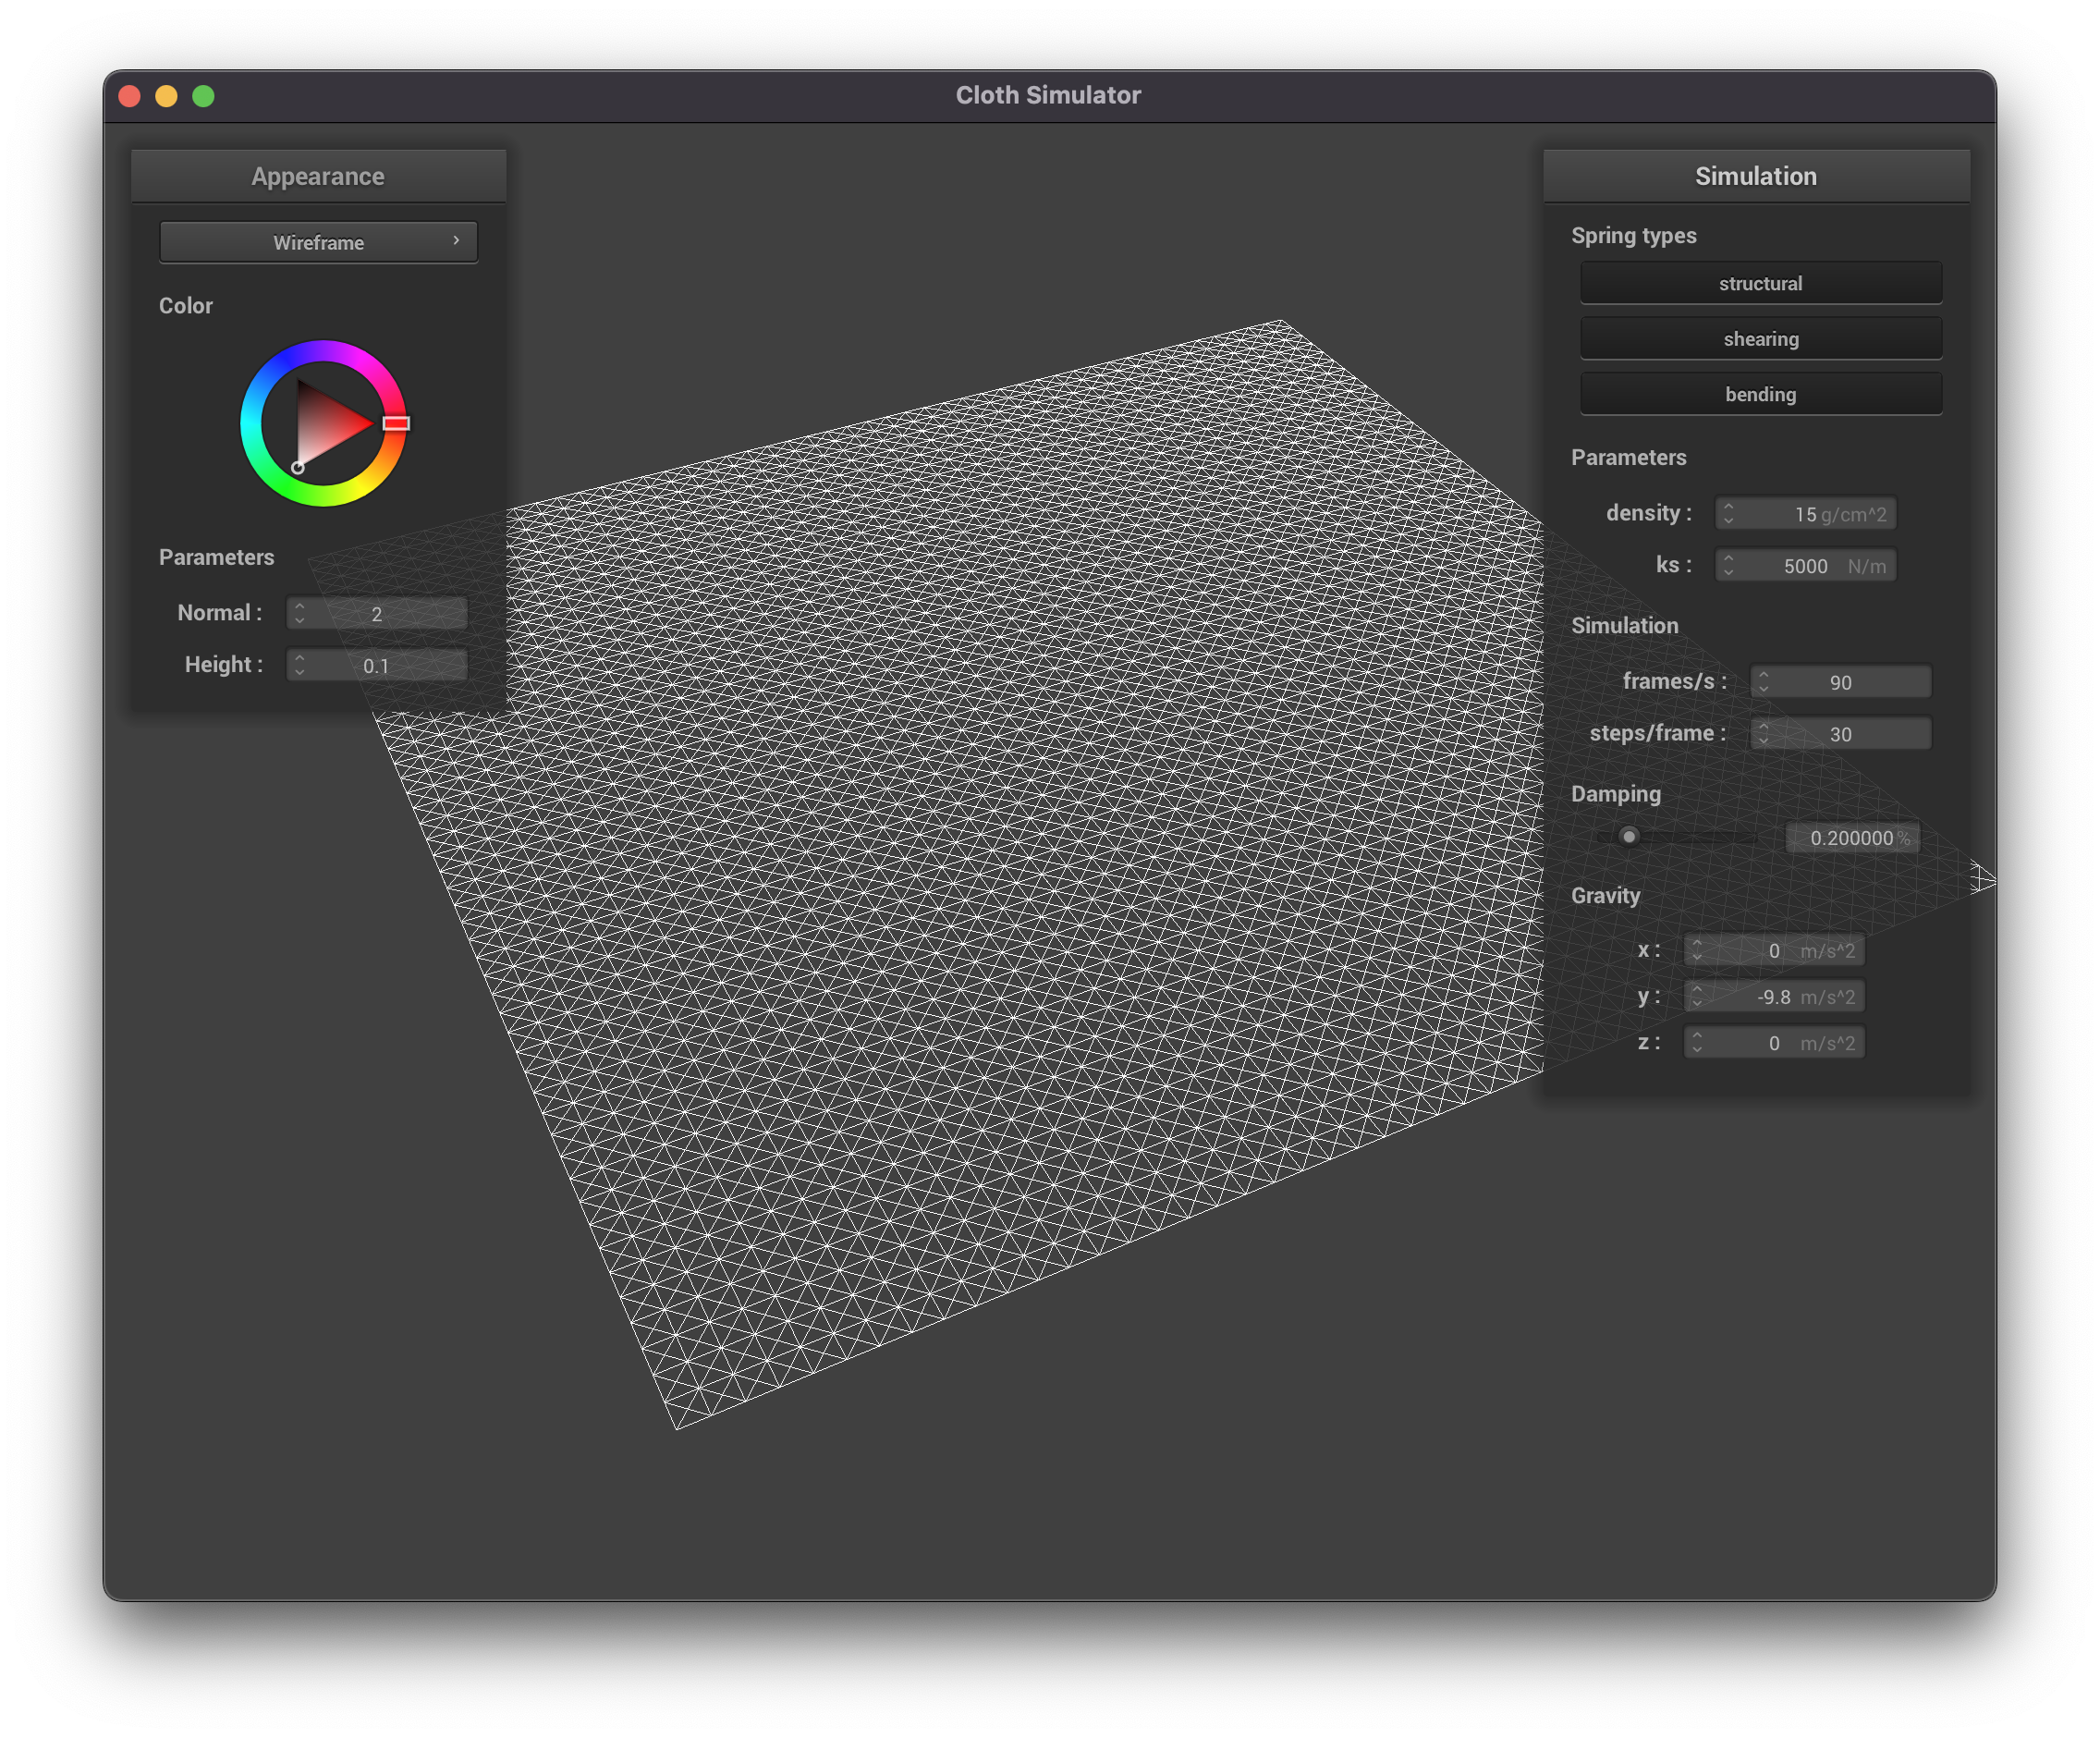 Cloth Simulator
Appearance
Wireframe
Color
Parameters
Normal : 2
Height : 0.1
Simulation
Spring types
structural
shearing
bending
Parameters
density : 15 g/cm^2
ks : 5000 N/m
Simulation
frames/s : 90
steps/frame : 30
Damping
0.200000 %
Gravity
x : 0 m/s^2
y : -9.8 m/s^2
z : 0 m/s^2